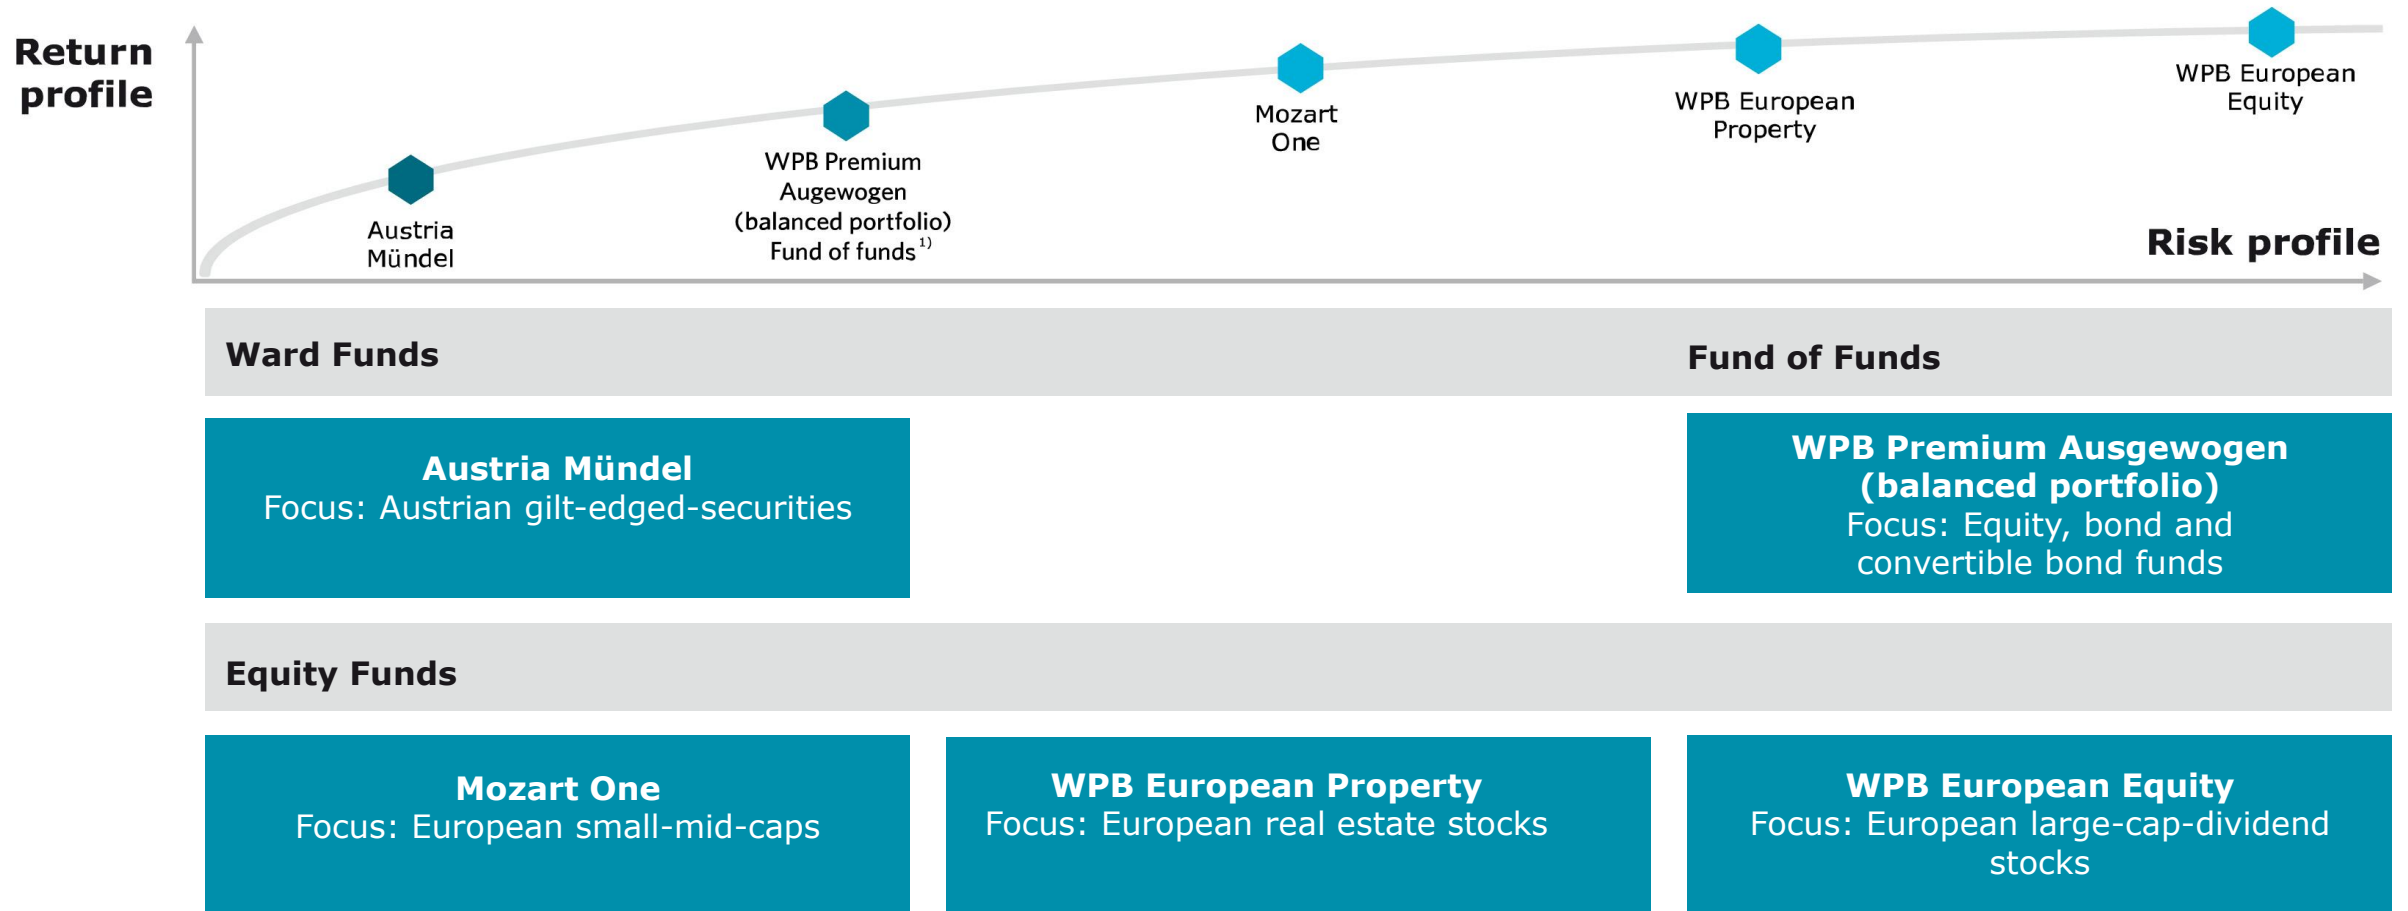 Return
profile
Austria
Mündel
WPB Premium
Augewogen
(balanced portfolio)
Fund of funds 1)
Mozart
One
WPB European
Property
WPB European
Equity
Risk profile
Ward Funds
Fund of Funds
Austria Mündel
Focus: Austrian gilt-edged-securities
WPB Premium Ausgewogen
(balanced portfolio)
Focus: Equity, bond and
convertible bond funds
Equity Funds
Mozart One
Focus: European small-mid-caps
WPB European Property
Focus: European real estate stocks
WPB European Equity
Focus: European large-cap-dividend
stocks